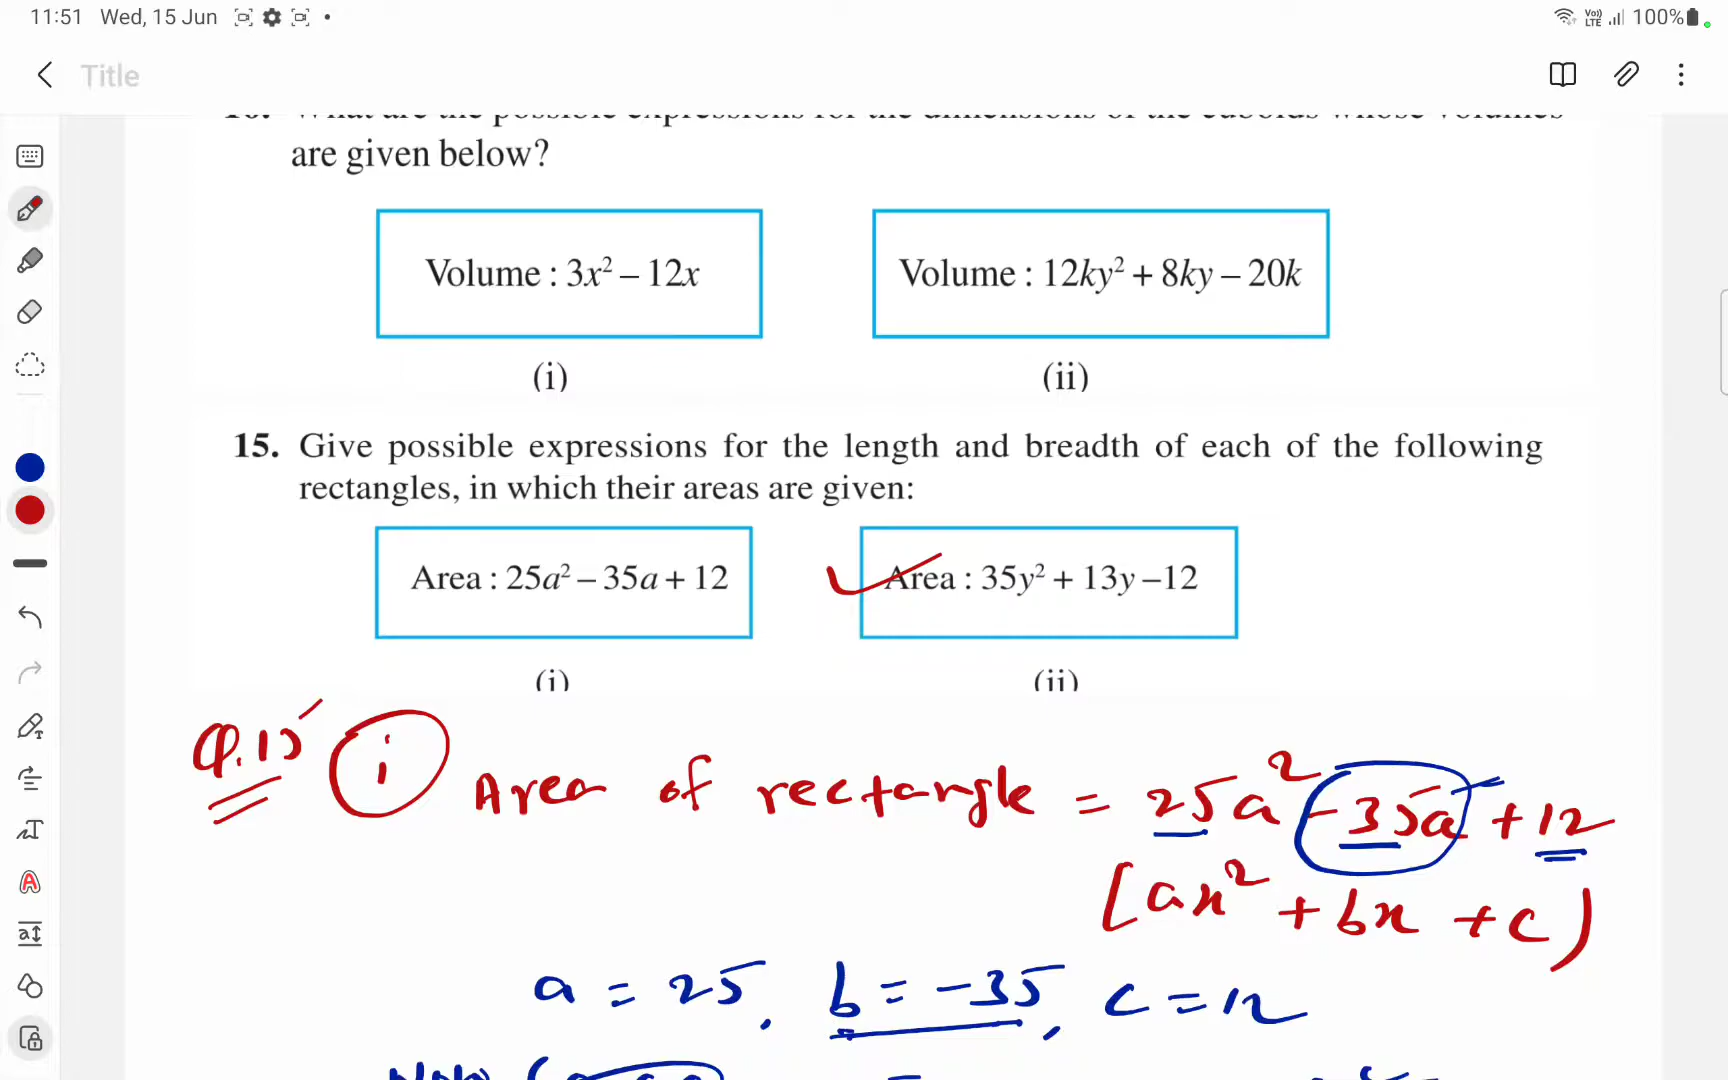 11:51 Wed, 15 Jun 100%
Title
are given below?
Volume : 3x² – 12x
Volume : 12ky² + 8ky – 20k
(i)
(ii)
15. Give possible expressions for the length and breadth of each of the following
rectangles, in which their areas are given:
Area : 25a² – 35a + 12
Area : 35y² + 13y –12
(i)
(ii)
Q.15 i Area of rectangle = 25a² - 35a + 12
[ax² + bx + c)
a = 25, b = -35, c = 12